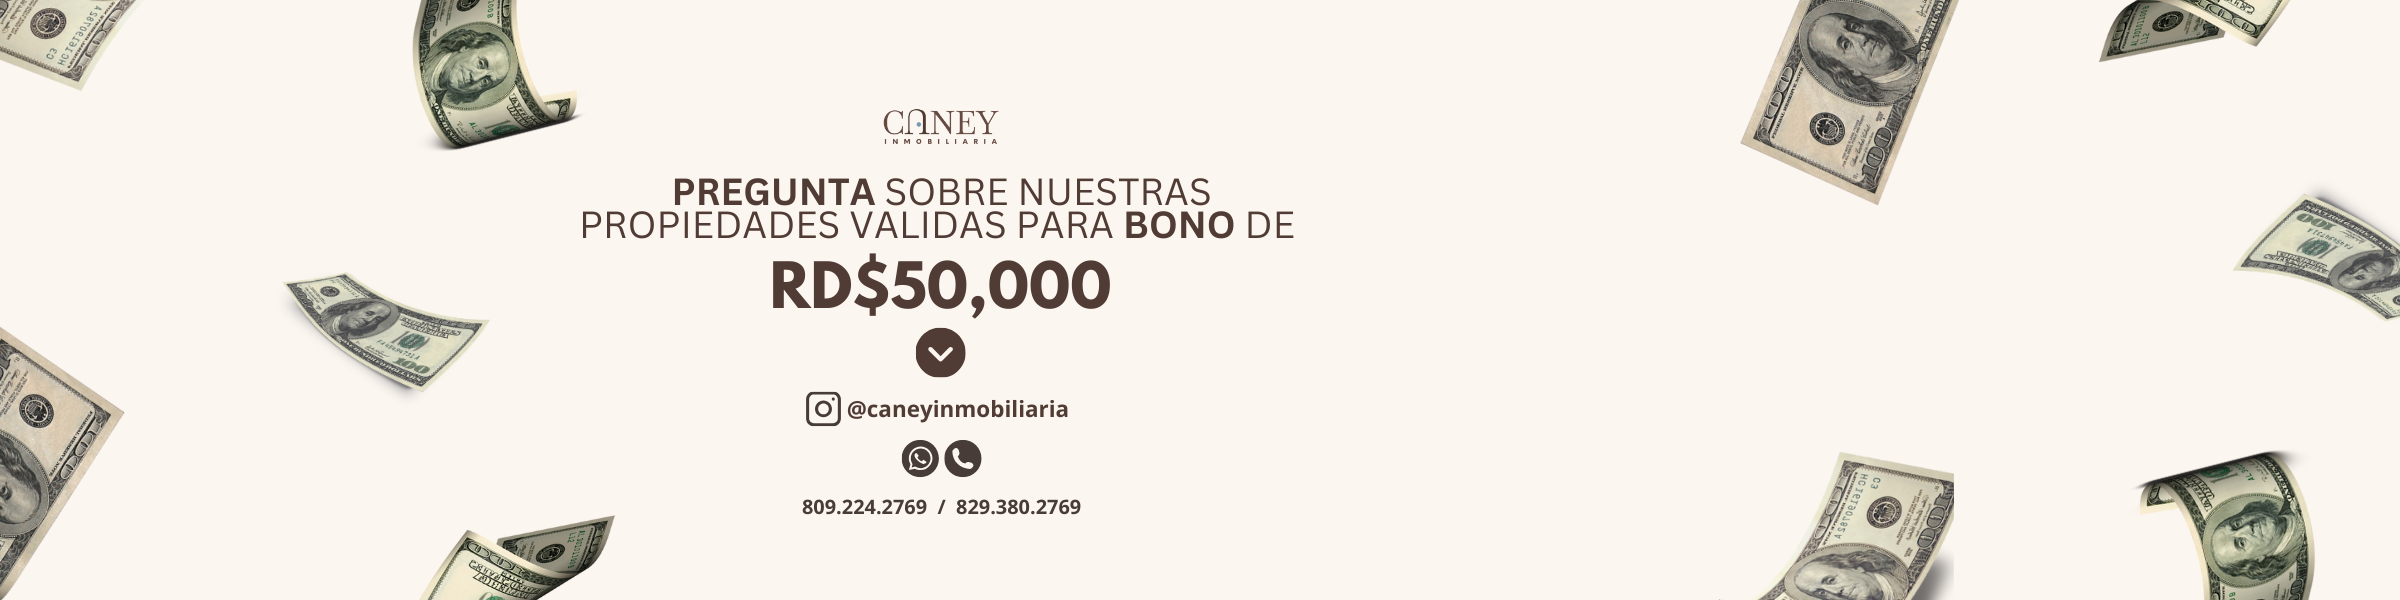 CANEY
INMOBILIARIA
PREGUNTA SOBRE NUESTRAS
PROPIEDADES VALIDAS PARA BONO DE
RD$50,000
@caneyinmobiliaria
809.224.2769 / 829.380.2769